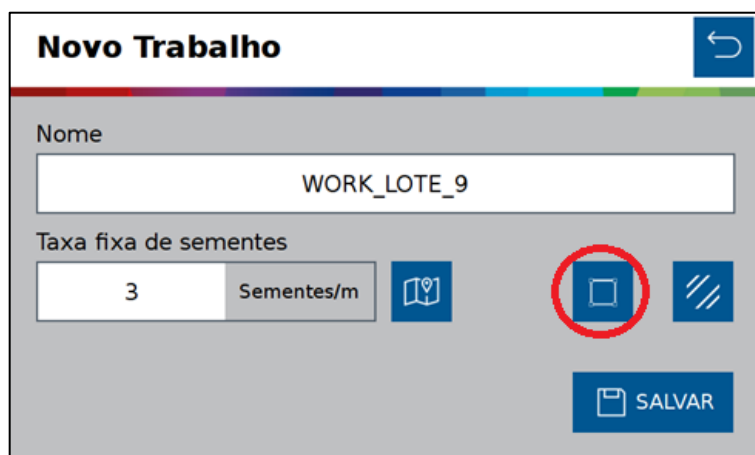 Novo Trabalho
Nome
WORK_LOTE_9
Taxa fixa de sementes
3 Sementes/m
SALVAR